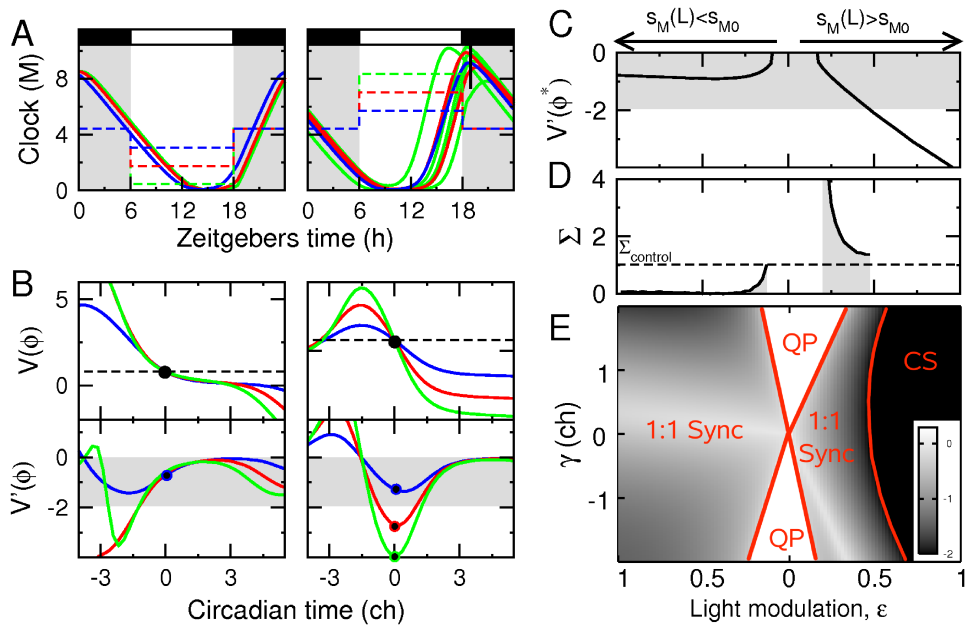 A
Clock (M)
8
4
0
0 6 12 18
0 6 12 18
Zeitgebers time (h)
B
V(ϕ)
5
0
V'(ϕ)
0
-2
-3 0 3
-3 0 3
Circadian time (ch)
C
s_M(L)<s_M0
s_M(L)>s_M0
V'(ϕ*)
0
-2
-4
D
Σ
4
2
0
Σcontrol
E
γ (ch)
1
0
-1
QP
CS
1:1 Sync
1:1
Sync
QP
0
-1
-2
1 0.5 0 0.5 1
Light modulation, ε